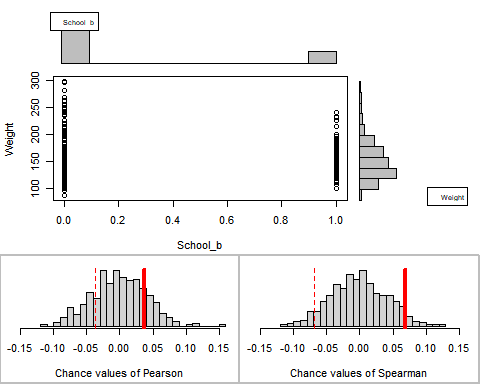 School_b
300
250
200
150
100
Weight
0.0 0.2 0.4 0.6 0.8 1.0
School_b
Weight
-0.15 -0.10 -0.05 0.00 0.05 0.10 0.15
Chance values of Pearson
-0.15 -0.10 -0.05 0.00 0.05 0.10 0.15
Chance values of Spearman